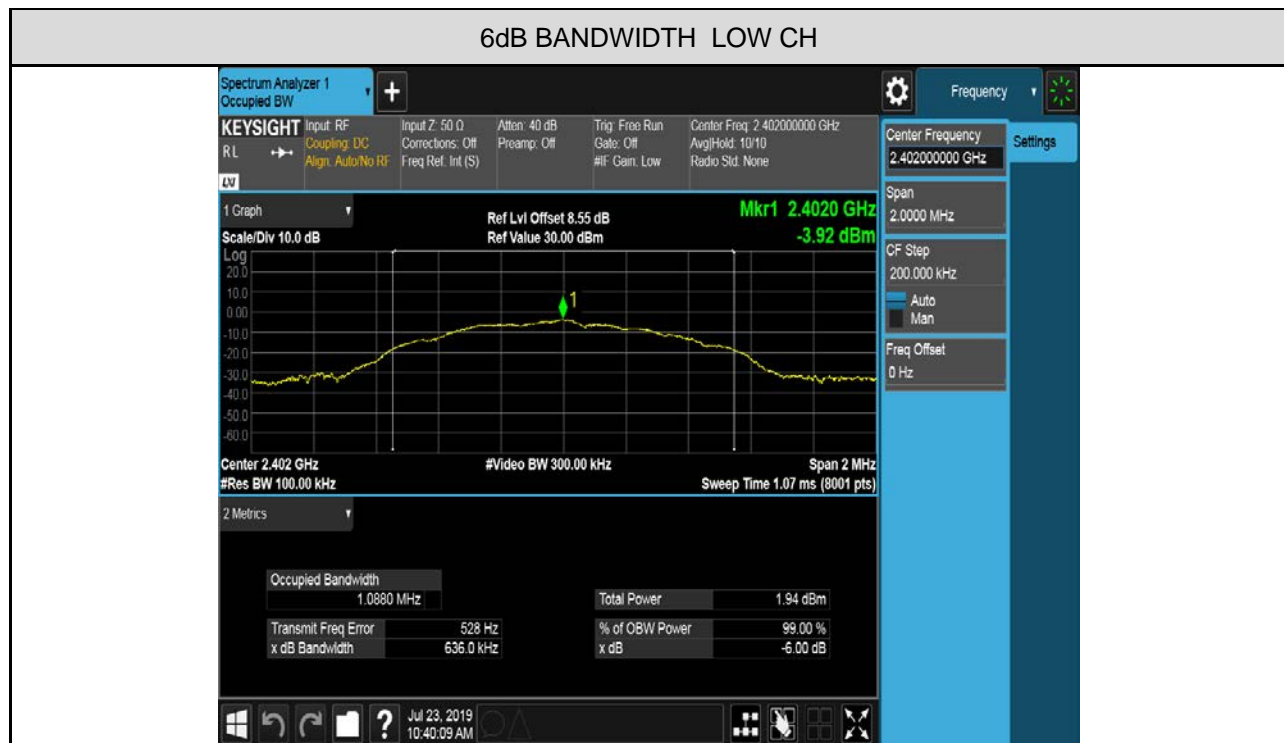 6dB BANDWIDTH LOW CH
Spectrum Analyzer 1
Occupied BW
Frequency
KEYSIGHT
Input: RF
Coupling: DC
Align: Auto/No RF
Input Z: 50 Ω
Corrections: Off
Freq Ref: Int (S)
Atten: 40 dB
Preamp: Off
Trig: Free Run
Gate: Off
#IF Gain: Low
Center Freq: 2.402000000 GHz
Avg|Hold: 10/10
Radio Std: None
RL
LXI
Center Frequency
2.402000000 GHz
Settings
Span
2.0000 MHz
CF Step
200.000 kHz
Auto
Man
Freq Offset
0 Hz
1 Graph
Ref Lvl Offset 8.55 dB
Mkr1 2.4020 GHz
Scale/Div 10.0 dB
Ref Value 30.00 dBm
-3.92 dBm
Log
20.0
10.0
0.00
-10.0
-20.0
-30.0
-40.0
-50.0
-60.0
1
Center 2.402 GHz
#Video BW 300.00 kHz
Span 2 MHz
#Res BW 100.00 kHz
Sweep Time 1.07 ms (8001 pts)
2 Metrics
Occupied Bandwidth
1.0880 MHz
Total Power 1.94 dBm
Transmit Freq Error 528 Hz
% of OBW Power 99.00 %
x dB Bandwidth 636.0 kHz
x dB -6.00 dB
?
Jul 23, 2019
10:40:09 AM